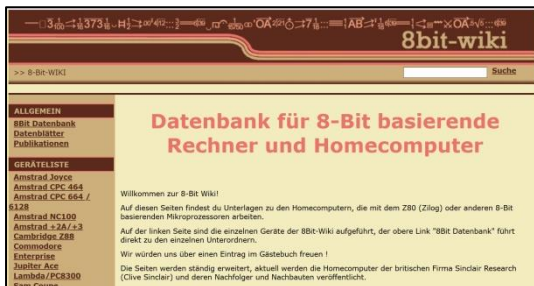 8bit-wiki
>> 8-Bit-WIKI
Suche
ALLGEMEIN
8Bit Datenbank
Datenblätter
Publikationen
GERÄTELISTE
Amstrad Joyce
Amstrad CPC 464
Amstrad CPC 664 /
6128
Amstrad NC100
Amstrad +2A/+3
Cambridge Z88
Commodore
Enterprise
Jupiter Ace
Lambda/PC8300
Sam Coupe
Datenbank für 8-Bit basierende
Rechner und Homecomputer
Willkommen zur 8-Bit Wiki!
Auf diesen Seiten findest du Unterlagen zu den Homecomputern, die mit dem Z80 (Zilog) oder anderen 8-Bit
basierenden Mikroprozessoren arbeiten.
Auf der linken Seite sind die einzelnen Geräte der 8Bit-Wiki aufgeführt, der obere Link "8Bit Datenbank" führt
direkt zu den einzelnen Unterordnern.
Wir würden uns über einen Eintrag im Gästebuch freuen !
Die Seiten werden ständig erweitert, aktuell werden die Homecomputer der britischen Firma Sinclair Research
(Clive Sinclair) und deren Nachfolger und Nachbauten veröffentlicht.